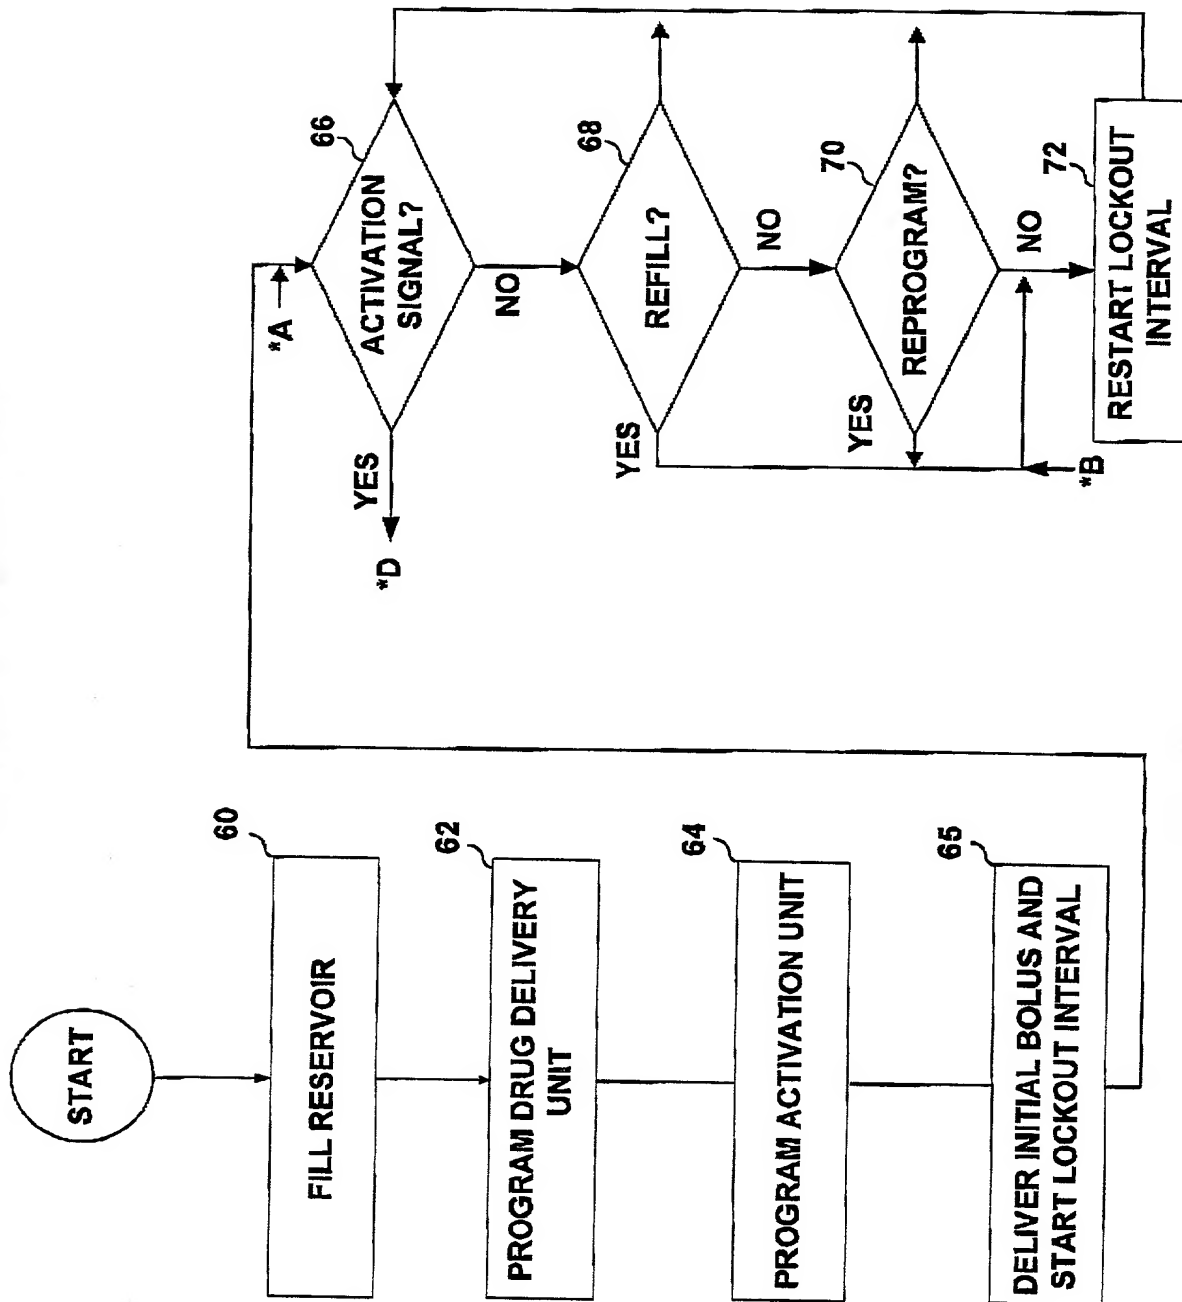 START
60
FILL RESERVOIR
62
PROGRAM DRUG DELIVERY
UNIT
64
PROGRAM ACTIVATION UNIT
65
DELIVER INITIAL BOLUS AND
START LOCKOUT INTERVAL
*A
66
ACTIVATION
SIGNAL?
YES
*D
NO
68
REFILL?
YES
NO
70
REPROGRAM?
YES
NO
*B
72
RESTART LOCKOUT
INTERVAL